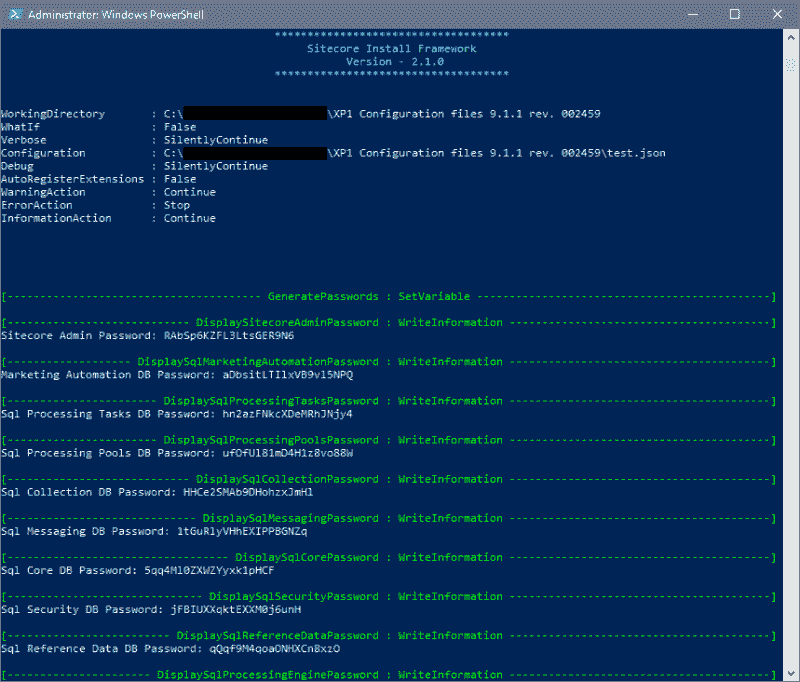 Administrator: Windows PowerShell
************************************
Sitecore Install Framework
Version - 2.1.0
************************************
WorkingDirectory : C:\ \XP1 Configuration files 9.1.1 rev. 002459
WhatIf : False
Verbose : SilentlyContinue
Configuration : C:\ \XP1 Configuration files 9.1.1 rev. 002459\test.json
Debug : SilentlyContinue
AutoRegisterExtensions : False
WarningAction : Continue
ErrorAction : Stop
InformationAction : Continue
[--------------------------------------- GeneratePasswords : SetVariable ---------------------------------------------]
[---------------------------- DisplaySitecoreAdminPassword : WriteInformation ----------------------------------------]
Sitecore Admin Password: RAbSp6KZFL3LtsGER9N6
[------------------- DisplaySqlMarketingAutomationPassword : WriteInformation ----------------------------------------]
Marketing Automation DB Password: aDbsitLTIlxVB9vl5NPQ
[----------------------- DisplaySqlProcessingTasksPassword : WriteInformation ----------------------------------------]
Sql Processing Tasks DB Password: hn2azFNkcXDeMRhJNjy4
[----------------------- DisplaySqlProcessingPoolsPassword : WriteInformation ----------------------------------------]
Sql Processing Pools DB Password: ufOfUl81mD4H1z8vo88W
[---------------------------- DisplaySqlCollectionPassword : WriteInformation ----------------------------------------]
Sql Collection DB Password: HHCe2SMAb9DHohzxJmHl
[----------------------------- DisplaySqlMessagingPassword : WriteInformation ----------------------------------------]
Sql Messaging DB Password: 1tGuRlyVHhEXIPPBGNZq
[---------------------------------- DisplaySqlCorePassword : WriteInformation ----------------------------------------]
Sql Core DB Password: 5qq4Ml0ZXWZYyxk1pHCF
[------------------------------ DisplaySqlSecurityPassword : WriteInformation ----------------------------------------]
Sql Security DB Password: jFBIUXXqktEXXM0j6unH
[------------------------- DisplaySqlReferenceDataPassword : WriteInformation ----------------------------------------]
Sql Reference Data DB Password: qQqf9M4qoaONHXCn8xzO
[---------------------- DisplaySqlProcessingEnginePassword : WriteInformation ----------------------------------------]